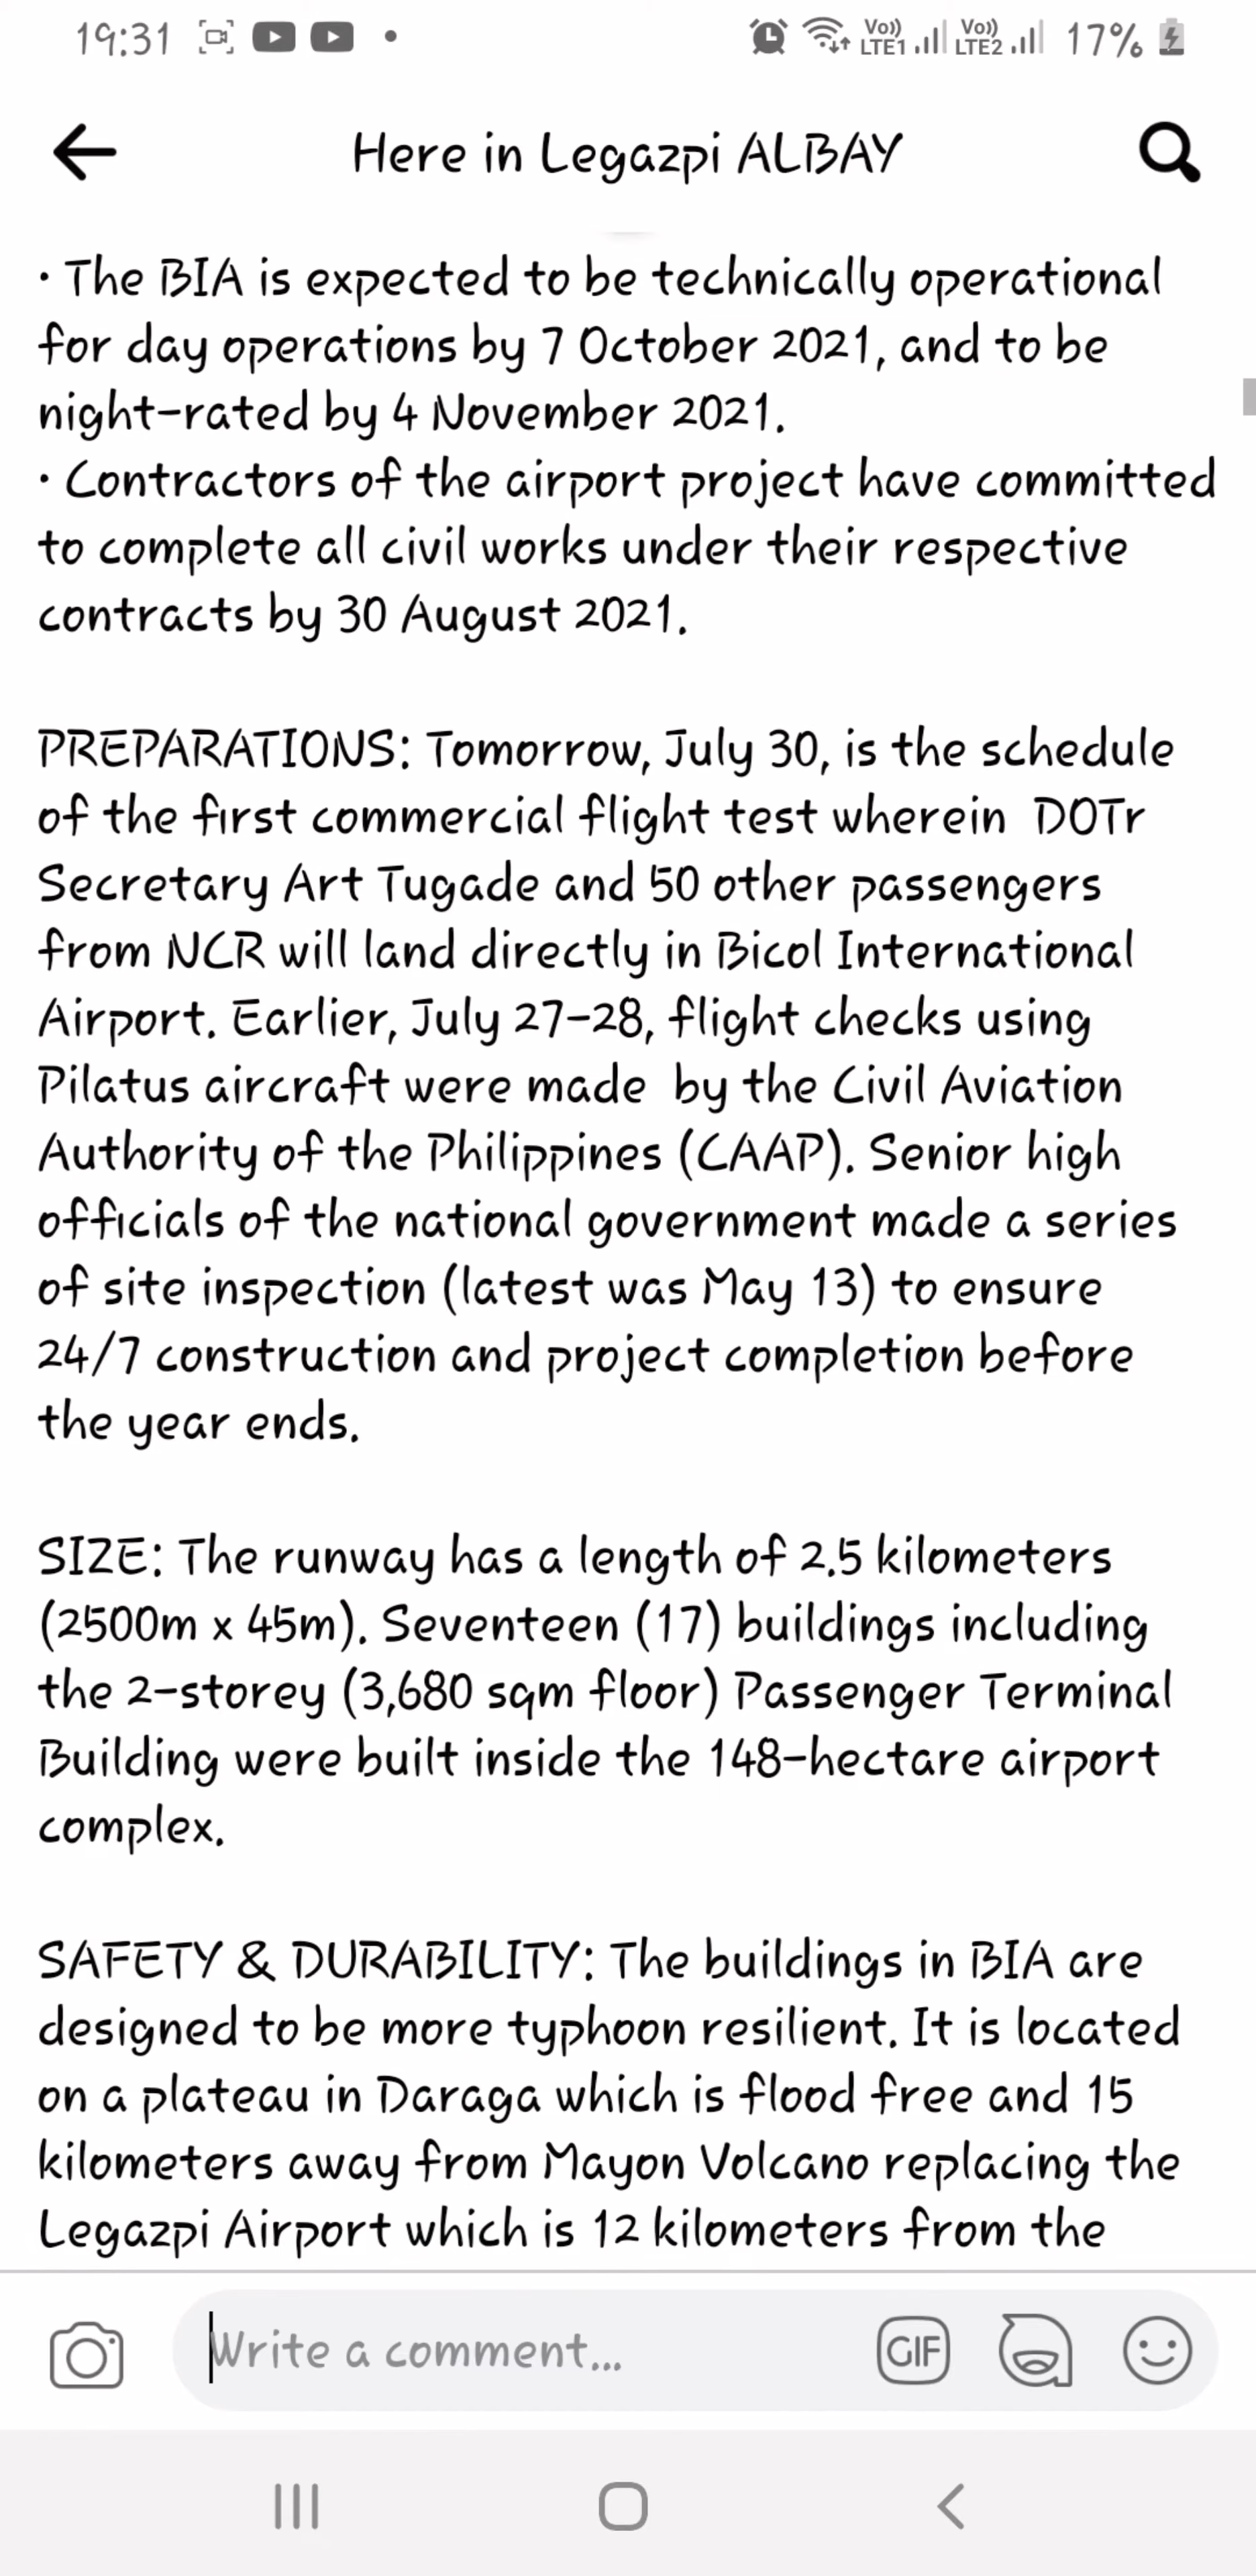 19:31
Vo)) LTE1 Vo)) LTE2 17%
Here in Legazpi ALBAY
• The BIA is expected to be technically operational
for day operations by 7 October 2021, and to be
night-rated by 4 November 2021.
• Contractors of the airport project have committed
to complete all civil works under their respective
contracts by 30 August 2021.
PREPARATIONS: Tomorrow, July 30, is the schedule
of the first commercial flight test wherein DOTr
Secretary Art Tugade and 50 other passengers
from NCR will land directly in Bicol International
Airport. Earlier, July 27-28, flight checks using
Pilatus aircraft were made by the Civil Aviation
Authority of the Philippines (CAAP). Senior high
officials of the national government made a series
of site inspection (latest was May 13) to ensure
24/7 construction and project completion before
the year ends.
SIZE: The runway has a length of 2.5 kilometers
(2500m x 45m). Seventeen (17) buildings including
the 2-storey (3,680 sqm floor) Passenger Terminal
Building were built inside the 148-hectare airport
complex.
SAFETY & DURABILITY: The buildings in BIA are
designed to be more typhoon resilient. It is located
on a plateau in Daraga which is flood free and 15
kilometers away from Mayon Volcano replacing the
Legazpi Airport which is 12 kilometers from the
Write a comment...
GIF